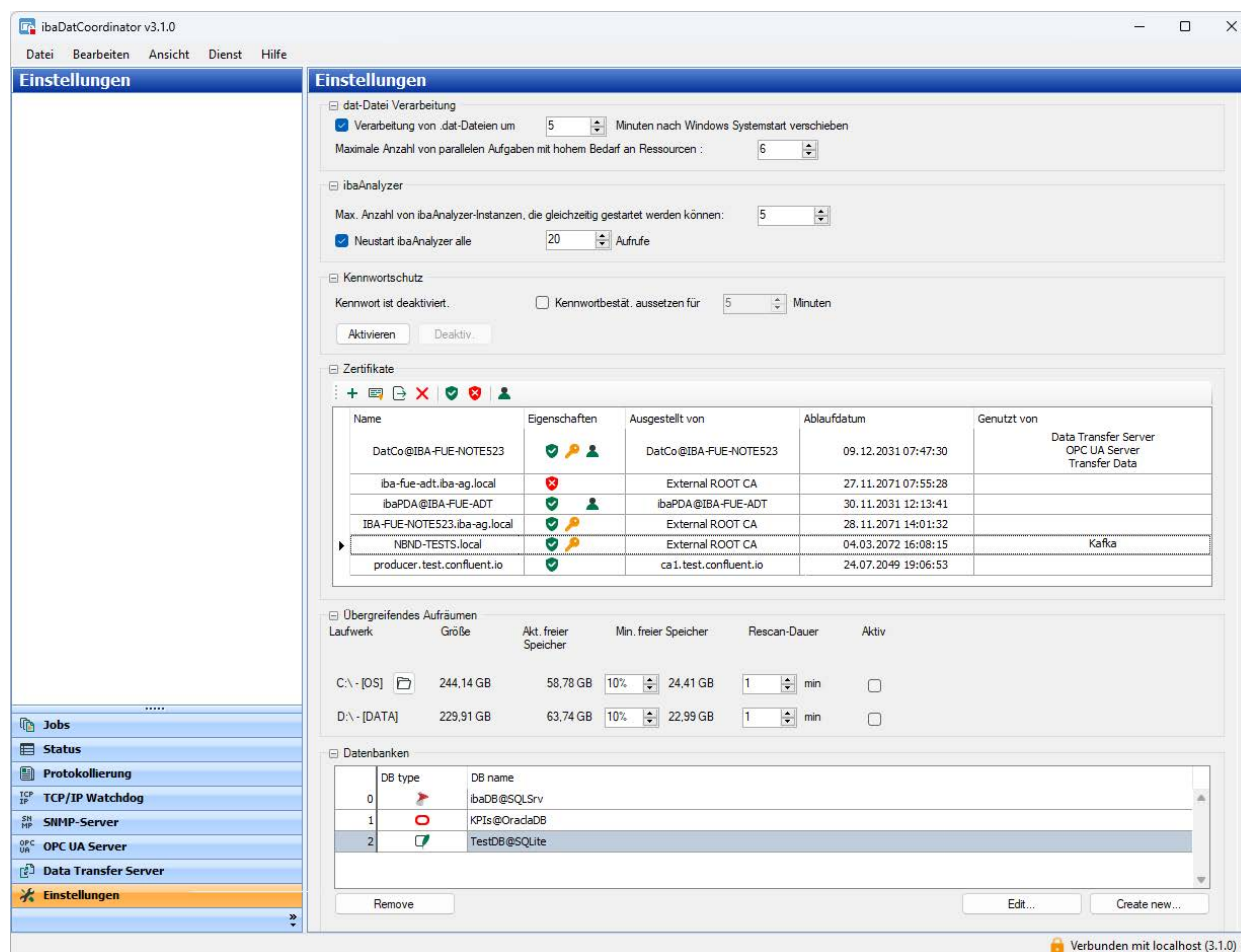 ibaDatCoordinator v3.1.0
Datei Bearbeiten Ansicht Dienst Hilfe
Einstellungen
Jobs
Status
Protokollierung
TCP IP TCP/IP Watchdog
SN MP SNMP-Server
OPC UA OPC UA Server
Data Transfer Server
Einstellungen
Einstellungen
dat-Datei Verarbeitung
Verarbeitung von .dat-Dateien um 5 Minuten nach Windows Systemstart verschieben
Maximale Anzahl von parallelen Aufgaben mit hohem Bedarf an Ressourcen : 6
ibaAnalyzer
Max. Anzahl von ibaAnalyzer-Instanzen, die gleichzeitig gestartet werden können: 5
Neustart ibaAnalyzer alle 20 Aufrufe
Kennwortschutz
Kennwort ist deaktiviert. Kennwortbestät. aussetzen für 5 Minuten
Aktivieren Deaktiv.
Zertifikate
Name Eigenschaften Ausgestellt von Ablaufdatum Genutzt von
DatCo@IBA-FUE-NOTE523 DatCo@IBA-FUE-NOTE523 09.12.2031 07:47:30 Data Transfer Server
OPC UA Server
Transfer Data
iba-fue-adt.iba-ag.local External ROOT CA 27.11.2071 07:55:28
ibaPDA@IBA-FUE-ADT ibaPDA@IBA-FUE-ADT 30.11.2031 12:13:41
IBA-FUE-NOTE523.iba-ag.local External ROOT CA 28.11.2071 14:01:32
NBND-TESTS.local External ROOT CA 04.03.2072 16:08:15 Kafka
producer.test.confluent.io ca1.test.confluent.io 24.07.2049 19:06:53
Übergreifendes Aufräumen
Laufwerk Größe Akt. freier Speicher Min. freier Speicher Rescan-Dauer Aktiv
C:\ - [OS] 244,14 GB 58,78 GB 10% 24,41 GB 1 min
D:\ - [DATA] 229,91 GB 63,74 GB 10% 22,99 GB 1 min
Datenbanken
DB type DB name
0 ibaDB@SQLSrv
1 KPIs@OraclaDB
2 TestDB@SQLite
Remove Edit... Create new...
Verbunden mit localhost (3.1.0)